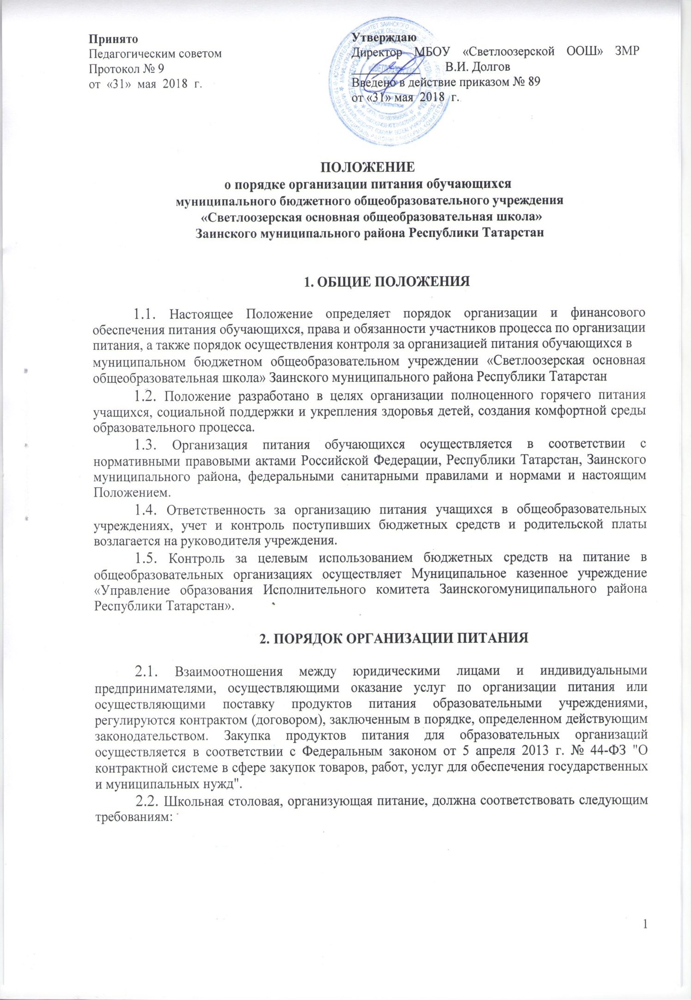 Принято
Педагогическим советом
Протокол № 9
от «31» мая 2018 г.
Утверждаю
Директор МБОУ «Светлоозерской ООШ» ЗМР
____________ В.И. Долгов
Введено в действие приказом № 89
от «31» мая 2018 г.
ПОЛОЖЕНИЕ
о порядке организации питания обучающихся
муниципального бюджетного общеобразовательного учреждения
«Светлоозерская основная общеобразовательная школа»
Заинского муниципального района Республики Татарстан
1. ОБЩИЕ ПОЛОЖЕНИЯ
1.1. Настоящее Положение определяет порядок организации и финансового
обеспечения питания обучающихся, права и обязанности участников процесса по организации
питания, а также порядок осуществления контроля за организацией питания обучающихся в
муниципальном бюджетном общеобразовательном учреждении «Светлоозерская основная
общеобразовательная школа» Заинского муниципального района Республики Татарстан
1.2. Положение разработано в целях организации полноценного горячего питания
учащихся, социальной поддержки и укрепления здоровья детей, создания комфортной среды
образовательного процесса.
1.3. Организация питания обучающихся осуществляется в соответствии с
нормативными правовыми актами Российской Федерации, Республики Татарстан, Заинского
муниципального района, федеральными санитарными правилами и нормами и настоящим
Положением.
1.4. Ответственность за организацию питания учащихся в общеобразовательных
учреждениях, учет и контроль поступивших бюджетных средств и родительской платы
возлагается на руководителя учреждения.
1.5. Контроль за целевым использованием бюджетных средств на питание в
общеобразовательных организациях осуществляет Муниципальное казенное учреждение
«Управление образования Исполнительного комитета Заинскогомуниципального района
Республики Татарстан».
2. ПОРЯДОК ОРГАНИЗАЦИИ ПИТАНИЯ
2.1. Взаимоотношения между юридическими лицами и индивидуальными
предпринимателями, осуществляющими оказание услуг по организации питания или
осуществляющими поставку продуктов питания образовательными учреждениями,
регулируются контрактом (договором), заключенным в порядке, определенном действующим
законодательством. Закупка продуктов питания для образовательных организаций
осуществляется в соответствии с Федеральным законом от 5 апреля 2013 г. № 44-ФЗ "О
контрактной системе в сфере закупок товаров, работ, услуг для обеспечения государственных
и муниципальных нужд".
2.2. Школьная столовая, организующая питание, должна соответствовать следующим
требованиям:
1